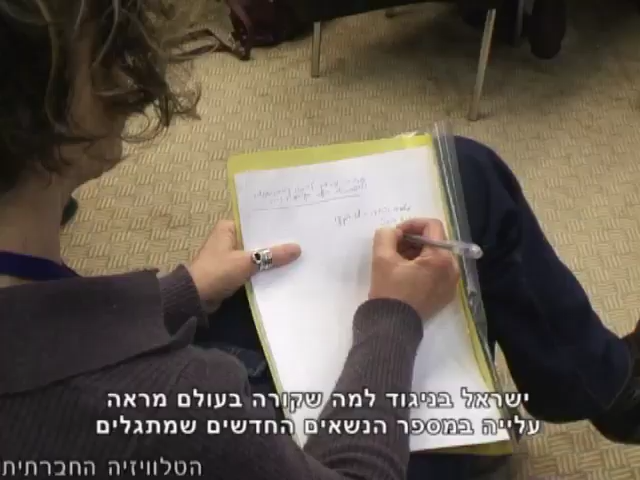 ישראל בניגוד למה שקורה בעולם מראה
עלייה במספר הנשאים החדשים שמתגלים
הטלוויזיה החברתית